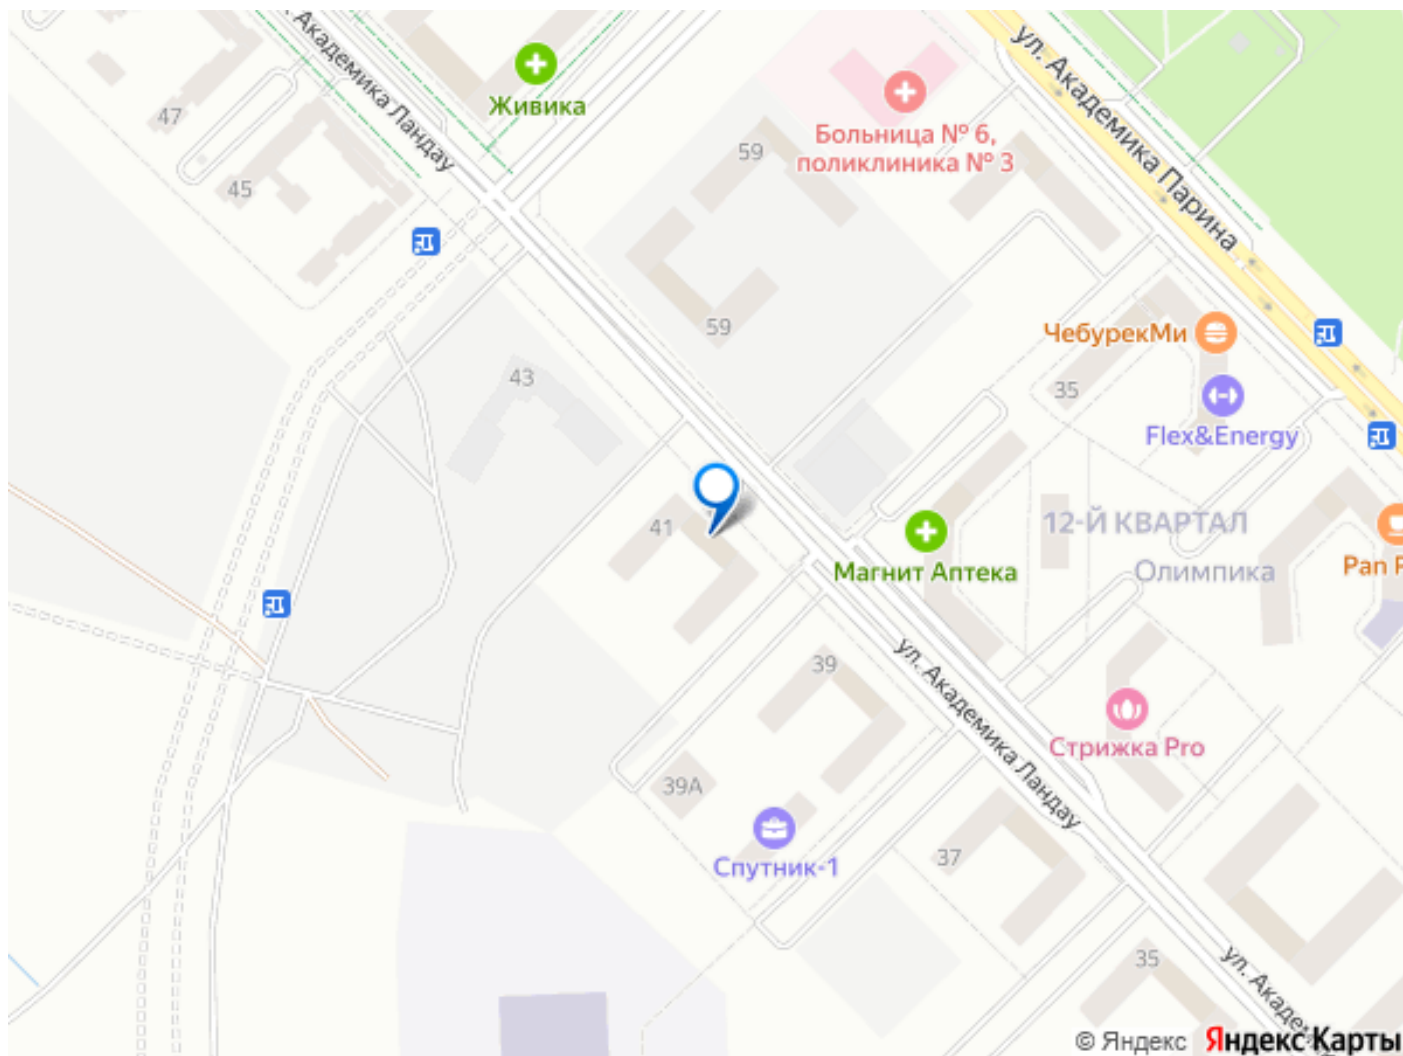 Академика Ландау
ул. Академика Парина
Живика
47
59
Больница № 6,
поликлиника № 3
45
59
ЧебурекМи
43
35
Flex&Energy
41
12-Й КВАРТАЛ
Олимпика
Магнит Аптека
Pan
39
ул. Академика Ландау
Стрижка Pro
39А
Спутник-1
37
35
ул.
© Яндекс Яндекс Карты